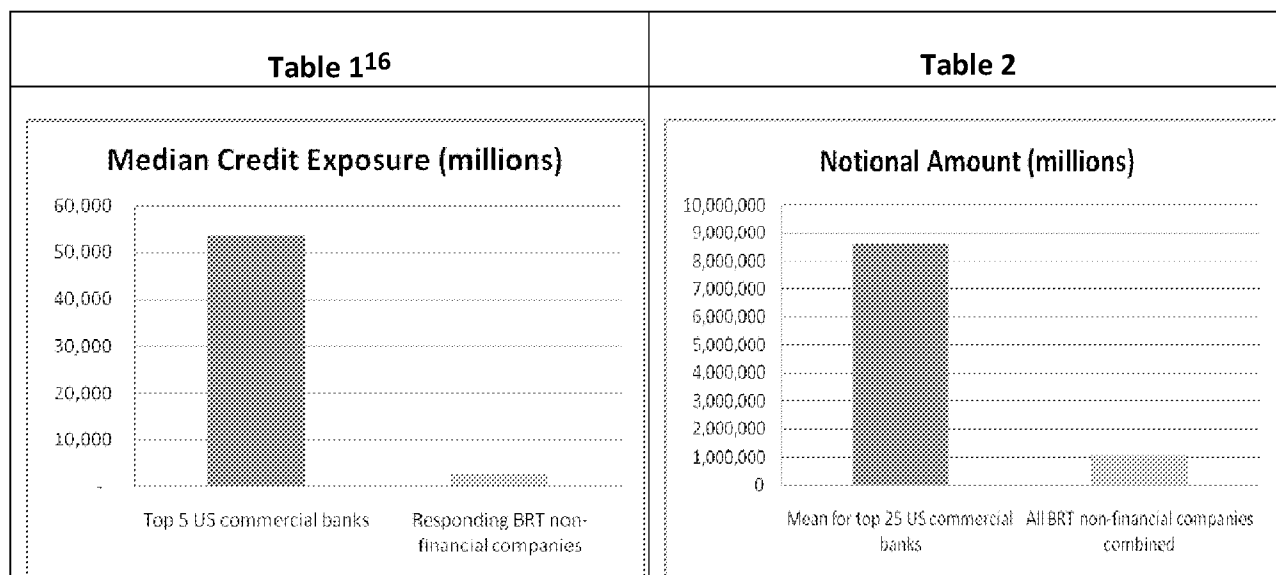 Table 1¹⁶
Table 2
Median Credit Exposure (millions)
60,000
50,000
40,000
30,000
20,000
10,000
-
Top 5 US commercial banks
Responding BRT non-
financial companies
Notional Amount (millions)
10,000,000
9,000,000
8,000,000
7,000,000
6,000,000
5,000,000
4,000,000
3,000,000
2,000,000
1,000,000
0
Mean for top 25 US commercial
banks
All BRT non-financial companies
combined